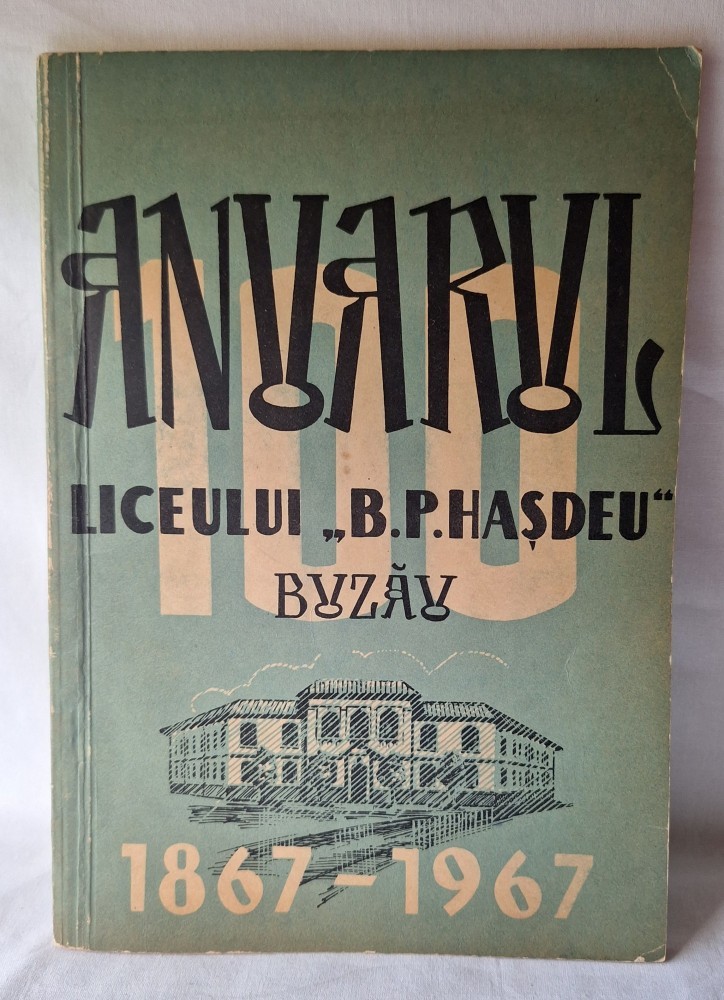 ANUARUL
100
LICEULUI „B.P.HAȘDEU“
BUZĂU
1867-1967